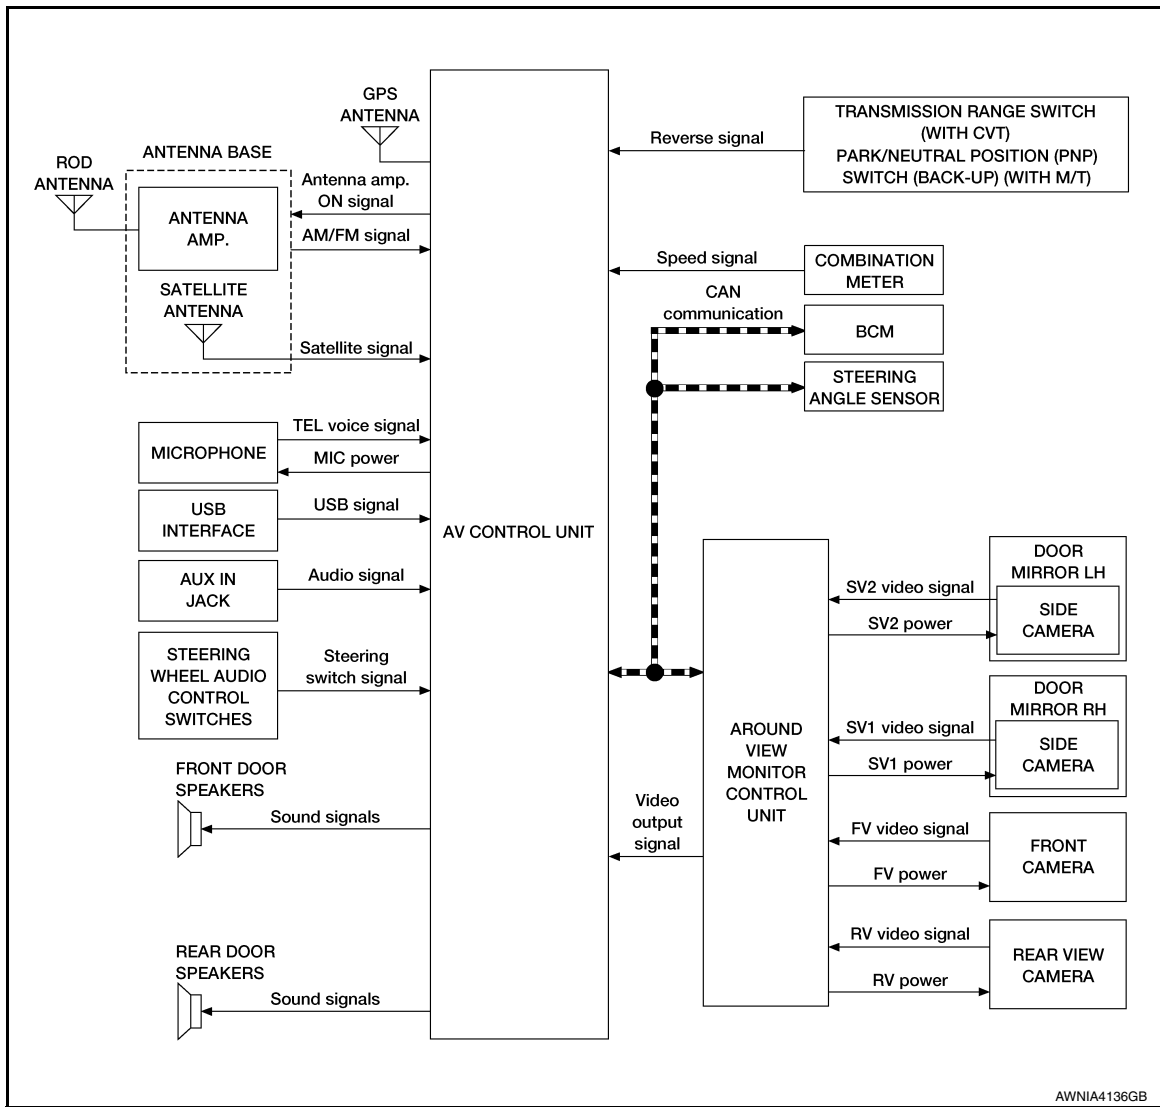 GPS
ANTENNA
ANTENNA BASE
ROD
ANTENNA
ANTENNA
AMP.
Antenna amp.
ON signal
AM/FM signal
SATELLITE
ANTENNA
Satellite signal
MICROPHONE
TEL voice signal
MIC power
USB
INTERFACE
USB signal
AUX IN
JACK
Audio signal
STEERING
WHEEL AUDIO
CONTROL
SWITCHES
Steering
switch signal
FRONT DOOR
SPEAKERS
Sound signals
REAR DOOR
SPEAKERS
Sound signals
AV CONTROL UNIT
Reverse signal
TRANSMISSION RANGE SWITCH
(WITH CVT)
PARK/NEUTRAL POSITION (PNP)
SWITCH (BACK-UP) (WITH M/T)
Speed signal
COMBINATION
METER
CAN
communication
BCM
STEERING
ANGLE SENSOR
Video
output
signal
AROUND
VIEW
MONITOR
CONTROL
UNIT
SV2 video signal
SV2 power
DOOR
MIRROR LH
SIDE
CAMERA
SV1 video signal
SV1 power
DOOR
MIRROR RH
SIDE
CAMERA
FV video signal
FV power
FRONT
CAMERA
RV video signal
RV power
REAR VIEW
CAMERA
AWNIA4136GB